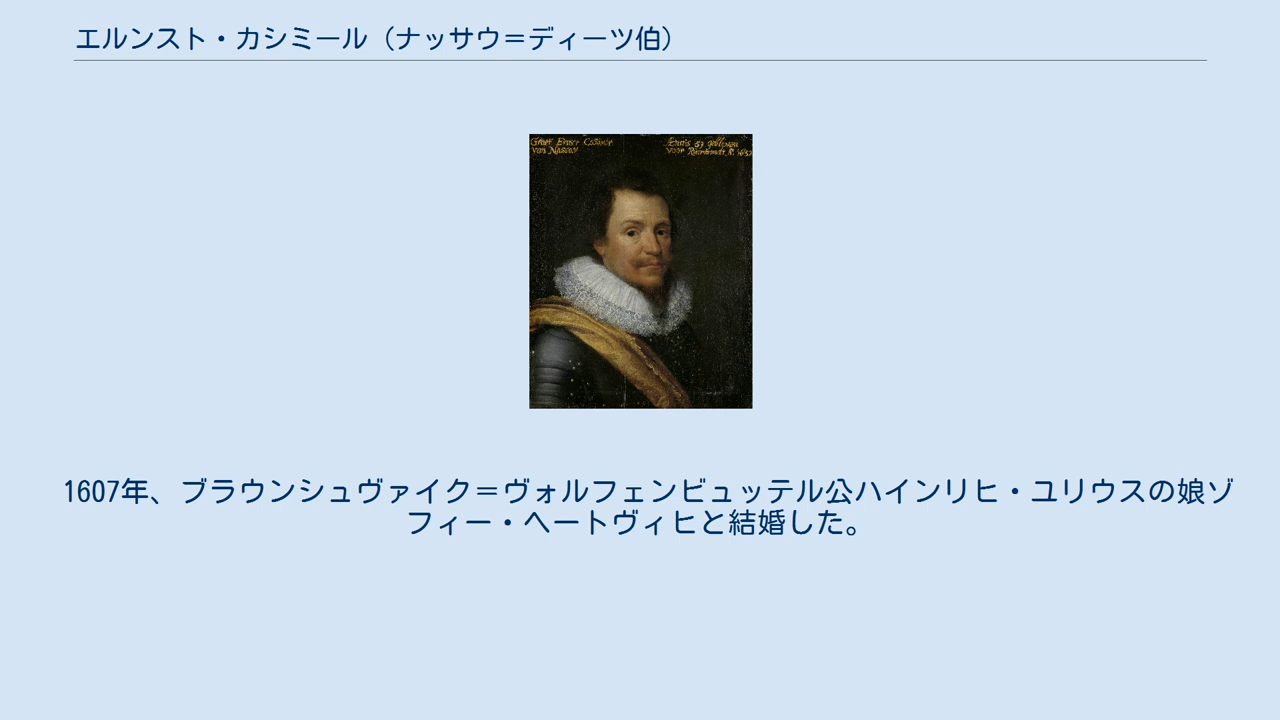 エルンスト・カシミール（ナッサウ＝ディーツ伯）
van Nassau
1607年、ブラウンシュヴァイク＝ヴォルフェンビュッテル公ハインリヒ・ユリウスの娘ゾ
フィー・ヘートヴィヒと結婚した。